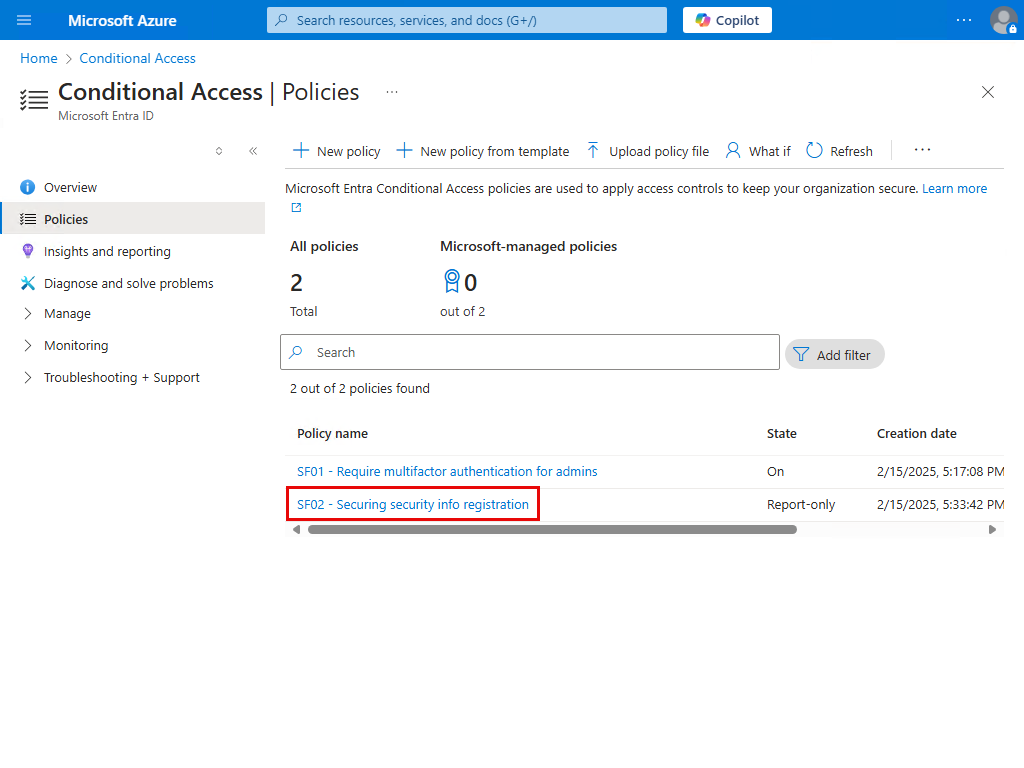 Microsoft Azure
Search resources, services, and docs (G+/)
Copilot
Home > Conditional Access
Conditional Access | Policies
Microsoft Entra ID
New policy
New policy from template
Upload policy file
What if
Refresh
Overview
Policies
Insights and reporting
Diagnose and solve problems
Manage
Monitoring
Troubleshooting + Support
Microsoft Entra Conditional Access policies are used to apply access controls to keep your organization secure. Learn more
All policies
2
Total
Microsoft-managed policies
0
out of 2
Search
Add filter
2 out of 2 policies found
Policy name State Creation date
SF01 - Require multifactor authentication for admins On 2/15/2025, 5:17:08 PM
SF02 - Securing security info registration Report-only 2/15/2025, 5:33:42 PM